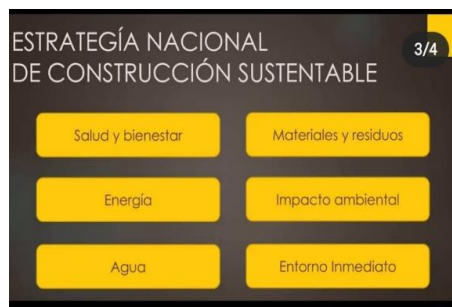 ESTRATEGÍA NACIONAL
DE CONSTRUCCIÓN SUSTENTABLE
3/4
Salud y bienestar
Materiales y residuos
Energía
Impacto ambiental
Agua
Entorno Inmediato